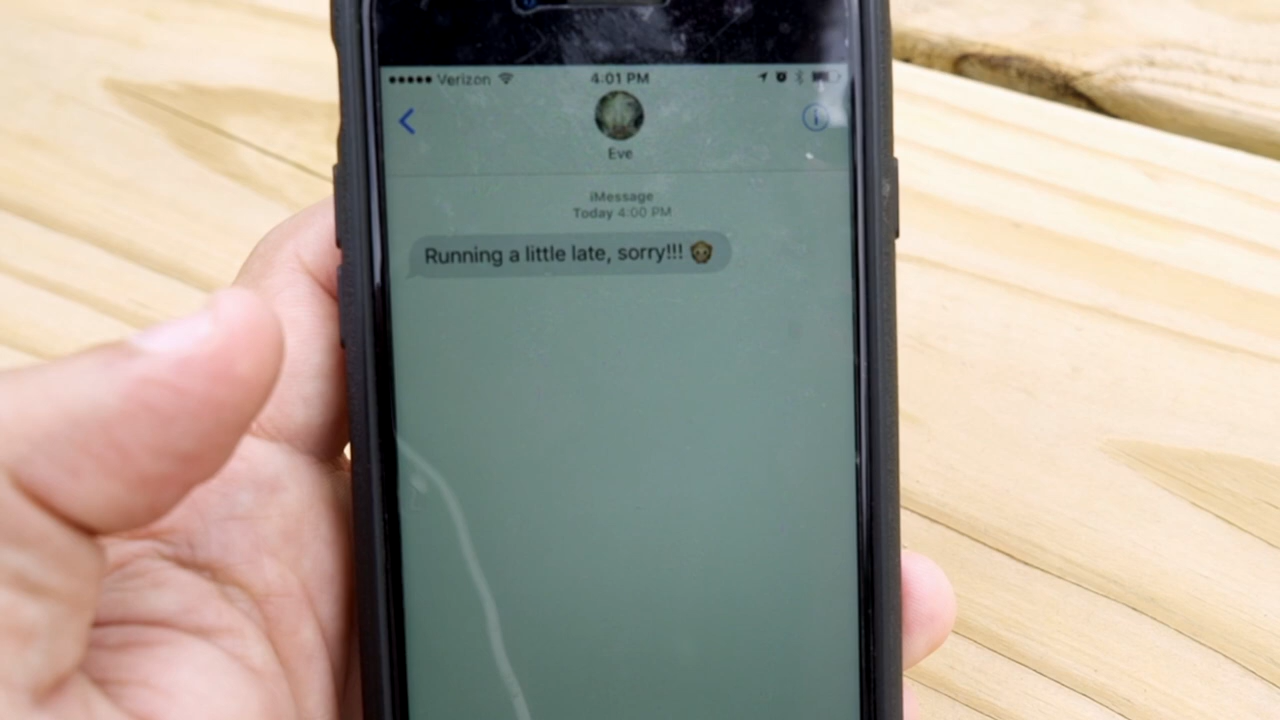 Verizon 4:01 PM
Eve
iMessage
Today 4:00 PM
Running a little late, sorry!!!